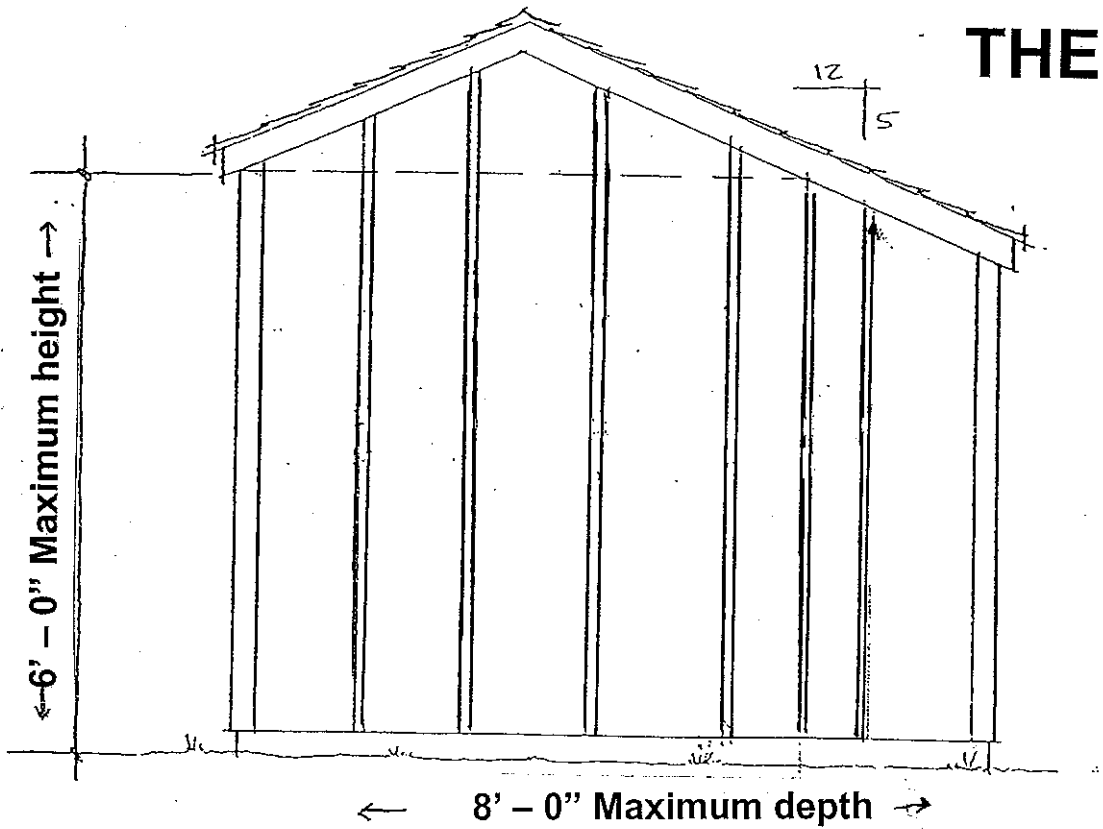 THE
12
5
6’ – 0” Maximum height
8’ – 0” Maximum depth